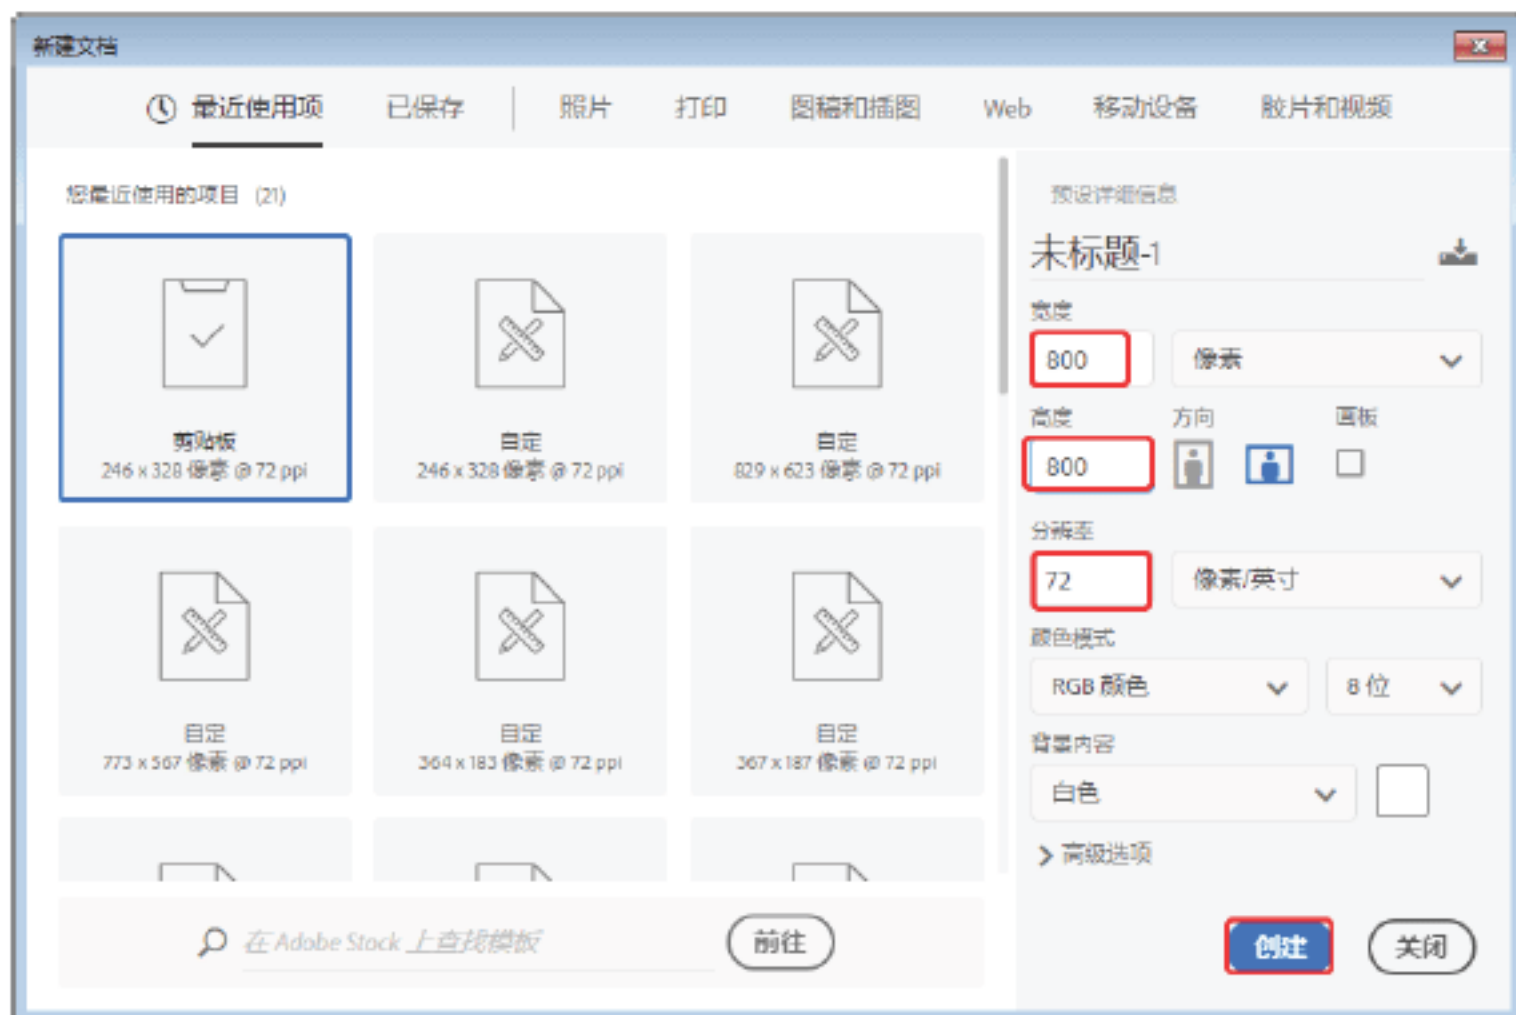 新建文档
最近使用项 已保存 照片 打印 图稿和插图 Web 移动设备 胶片和视频
您最近使用的项目 (21)
剪贴板
246 x 328 像素 @ 72 ppi
自定
246 x 328 像素 @ 72 ppi
自定
829 x 623 像素 @ 72 ppi
自定
773 x 567 像素 @ 72 ppi
自定
364 x 183 像素 @ 72 ppi
自定
367 x 187 像素 @ 72 ppi
在 Adobe Stock 上查找模板
前往
预设详细信息
未标题-1
宽度
800 像素
高度 方向 画板
800
分辨率
72 像素/英寸
颜色模式
RGB 颜色 8 位
背景内容
白色
高级选项
创建 关闭